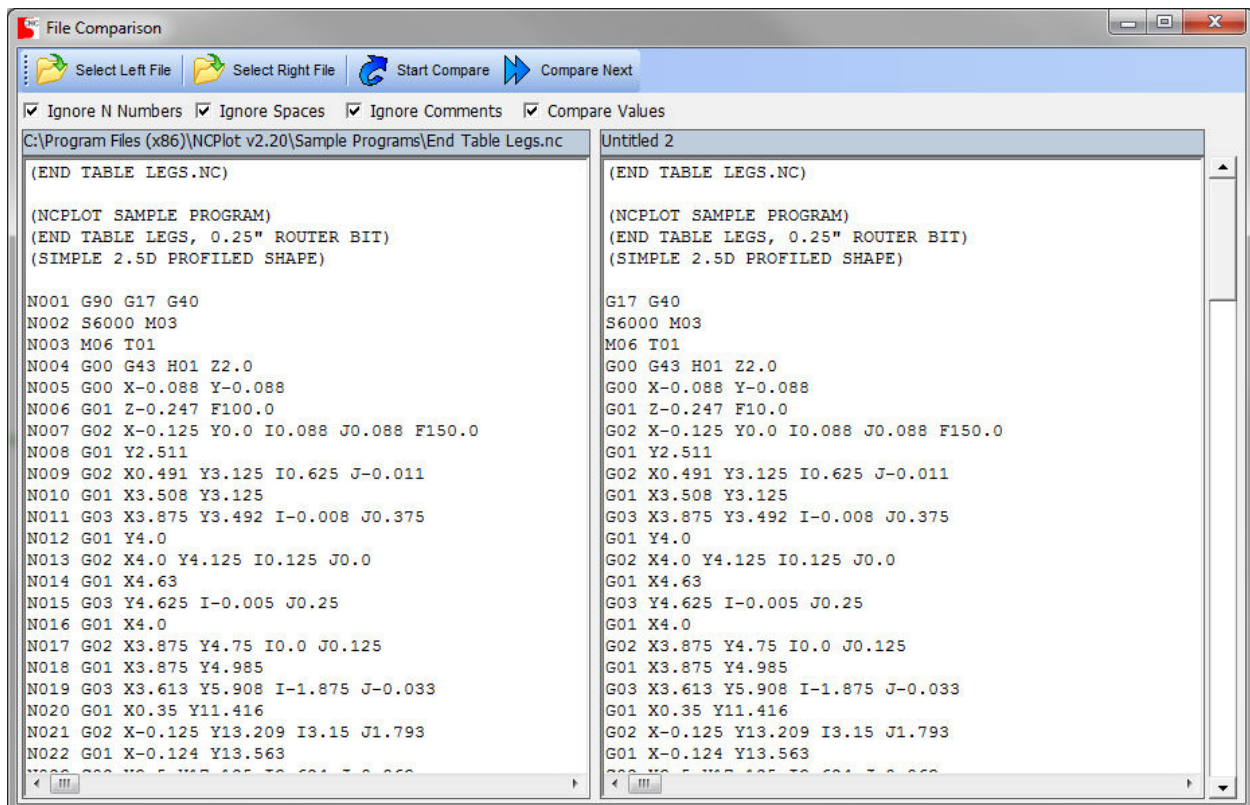 CNC
File Comparison
Select Left File
Select Right File
Start Compare
Compare Next
Ignore N Numbers
Ignore Spaces
Ignore Comments
Compare Values
C:\Program Files (x86)\NCPlot v2.20\Sample Programs\End Table Legs.nc
(END TABLE LEGS.NC)
(NCPLOT SAMPLE PROGRAM)
(END TABLE LEGS, 0.25" ROUTER BIT)
(SIMPLE 2.5D PROFILED SHAPE)
N001 G90 G17 G40
N002 S6000 M03
N003 M06 T01
N004 G00 G43 H01 Z2.0
N005 G00 X-0.088 Y-0.088
N006 G01 Z-0.247 F100.0
N007 G02 X-0.125 Y0.0 I0.088 J0.088 F150.0
N008 G01 Y2.511
N009 G02 X0.491 Y3.125 I0.625 J-0.011
N010 G01 X3.508 Y3.125
N011 G03 X3.875 Y3.492 I-0.008 J0.375
N012 G01 Y4.0
N013 G02 X4.0 Y4.125 I0.125 J0.0
N014 G01 X4.63
N015 G03 Y4.625 I-0.005 J0.25
N016 G01 X4.0
N017 G02 X3.875 Y4.75 I0.0 J0.125
N018 G01 X3.875 Y4.985
N019 G03 X3.613 Y5.908 I-1.875 J-0.033
N020 G01 X0.35 Y11.416
N021 G02 X-0.125 Y13.209 I3.15 J1.793
N022 G01 X-0.124 Y13.563
Untitled 2
(END TABLE LEGS.NC)
(NCPLOT SAMPLE PROGRAM)
(END TABLE LEGS, 0.25" ROUTER BIT)
(SIMPLE 2.5D PROFILED SHAPE)
G17 G40
S6000 M03
M06 T01
G00 G43 H01 Z2.0
G00 X-0.088 Y-0.088
G01 Z-0.247 F10.0
G02 X-0.125 Y0.0 I0.088 J0.088 F150.0
G01 Y2.511
G02 X0.491 Y3.125 I0.625 J-0.011
G01 X3.508 Y3.125
G03 X3.875 Y3.492 I-0.008 J0.375
G01 Y4.0
G02 X4.0 Y4.125 I0.125 J0.0
G01 X4.63
G03 Y4.625 I-0.005 J0.25
G01 X4.0
G02 X3.875 Y4.75 I0.0 J0.125
G01 X3.875 Y4.985
G03 X3.613 Y5.908 I-1.875 J-0.033
G01 X0.35 Y11.416
G02 X-0.125 Y13.209 I3.15 J1.793
G01 X-0.124 Y13.563